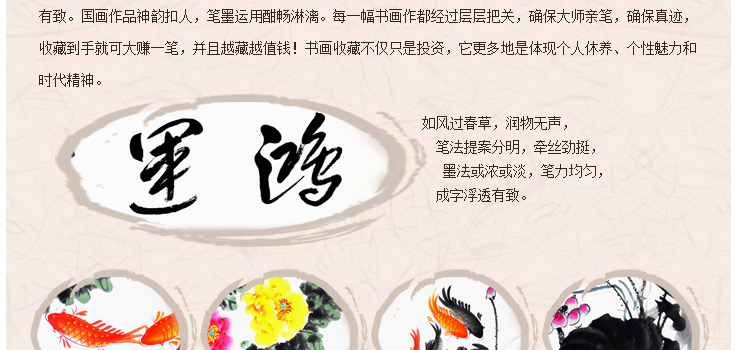 有致。国画作品神韵扣人，笔墨运用酣畅淋漓。每一幅书画作都经过层层把关，确保大师亲笔，确保真迹，
收藏到手就可大赚一笔，并且越藏越值钱！书画收藏不仅只是投资，它更多地是体现个人休养、个性魅力和
时代精神。
運 鴻
如风过春草，润物无声，
笔法提案分明，牵丝劲挺，
墨法或浓或淡，笔力均匀，
成字浮透有致。